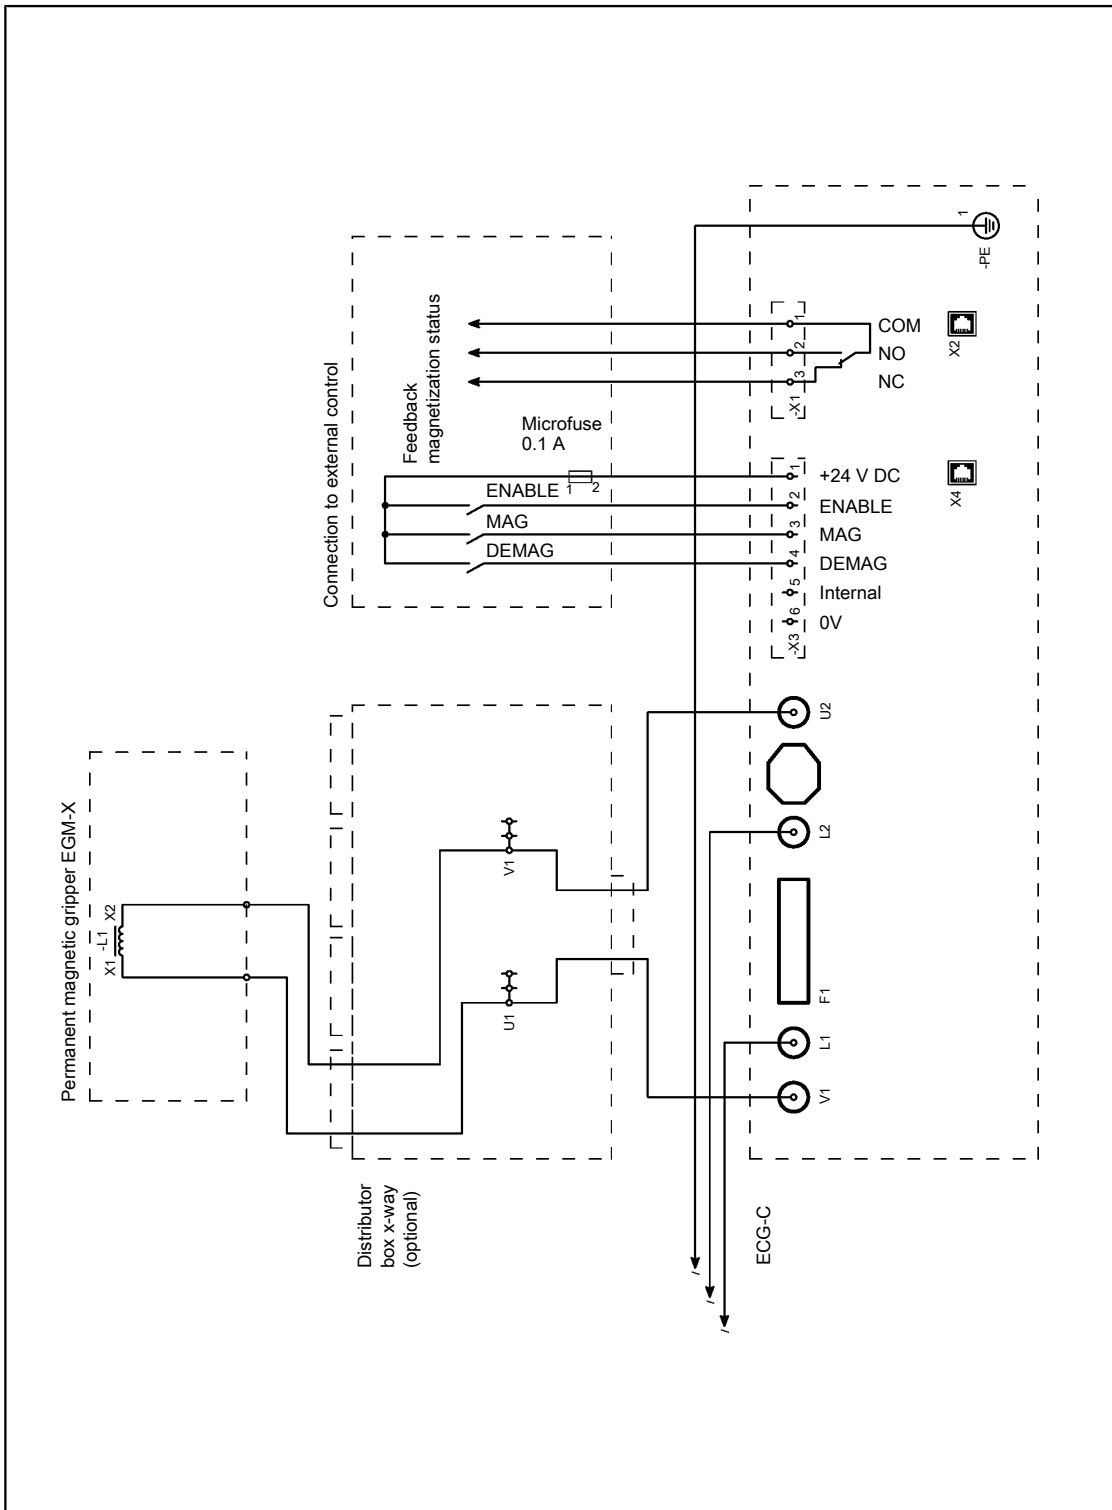 Permanent magnetic gripper EGM-X
X1
-L1
X2
Distributor
box x-way
(optional)
U1
V1
Connection to external control
Feedback
magnetization status
Microfuse
0.1 A
1
2
ENABLE
MAG
DEMAG
ECG-C
-PE
1
-X1
1
COM
2
NO
3
NC
X2
-X3
1
+24 V DC
2
ENABLE
3
MAG
4
DEMAG
5
Internal
6
0V
X4
U2
L2
F1
L1
V1
/
/
/